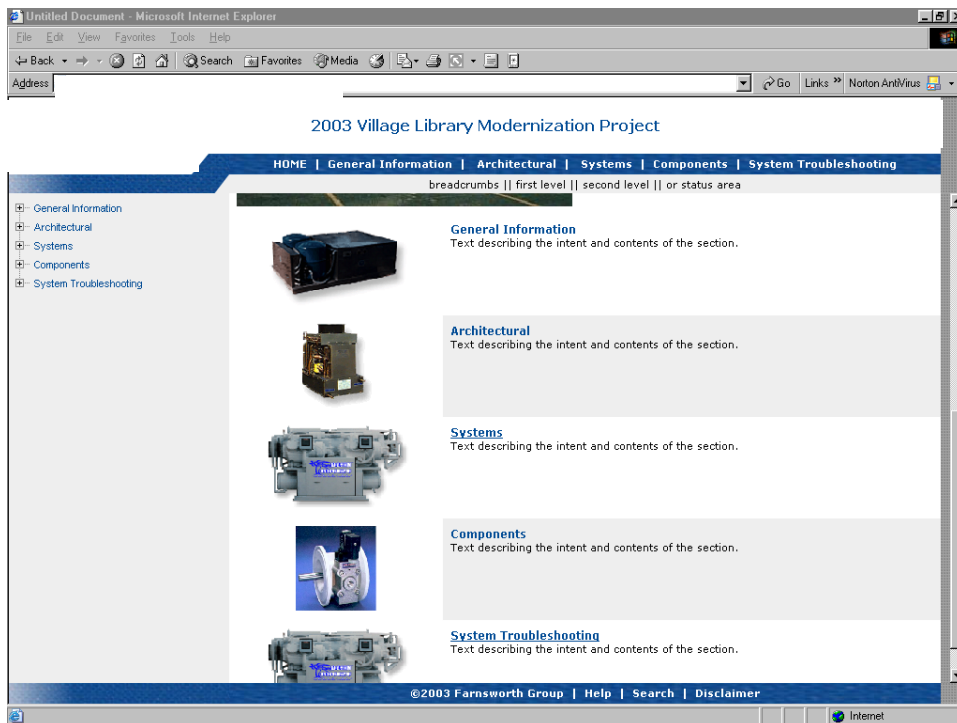 Untitled Document - Microsoft Internet Explorer
File Edit View Favorites Tools Help
Back Search Favorites Media
Address Go Links » Norton AntiVirus
2003 Village Library Modernization Project
HOME | General Information | Architectural | Systems | Components | System Troubleshooting
breadcrumbs || first level || second level || or status area
General Information
Architectural
Systems
Components
System Troubleshooting
General Information
Text describing the intent and contents of the section.
Architectural
Text describing the intent and contents of the section.
Systems
Text describing the intent and contents of the section.
Components
Text describing the intent and contents of the section.
System Troubleshooting
Text describing the intent and contents of the section.
©2003 Farnsworth Group | Help | Search | Disclaimer
Internet